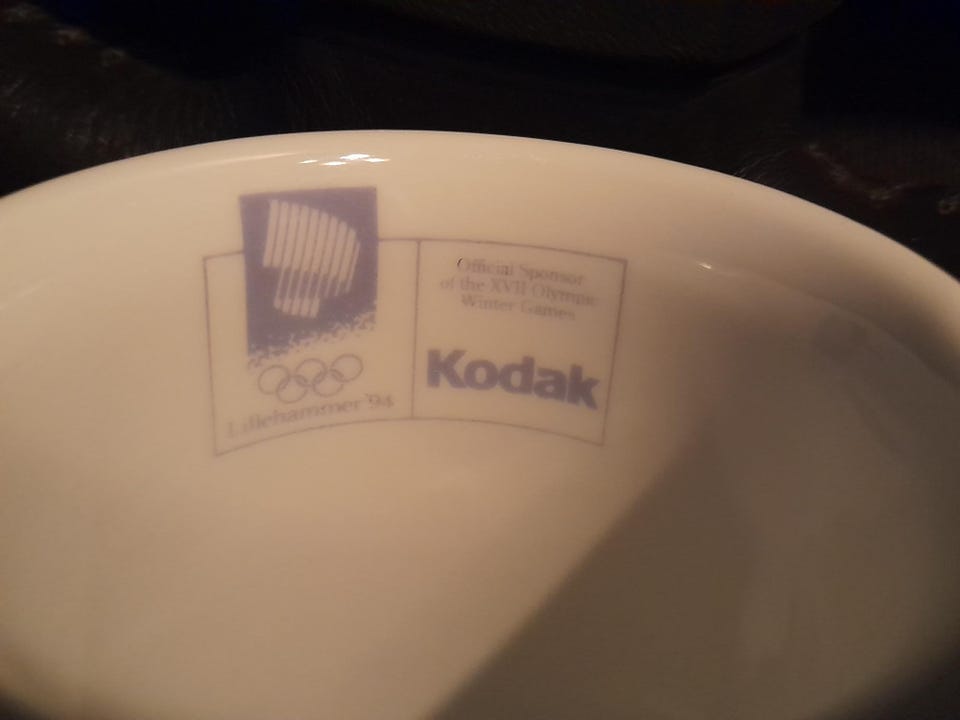 Lillehammer '94
Official Sponsor
of the XVII Olympic
Winter Games
Kodak